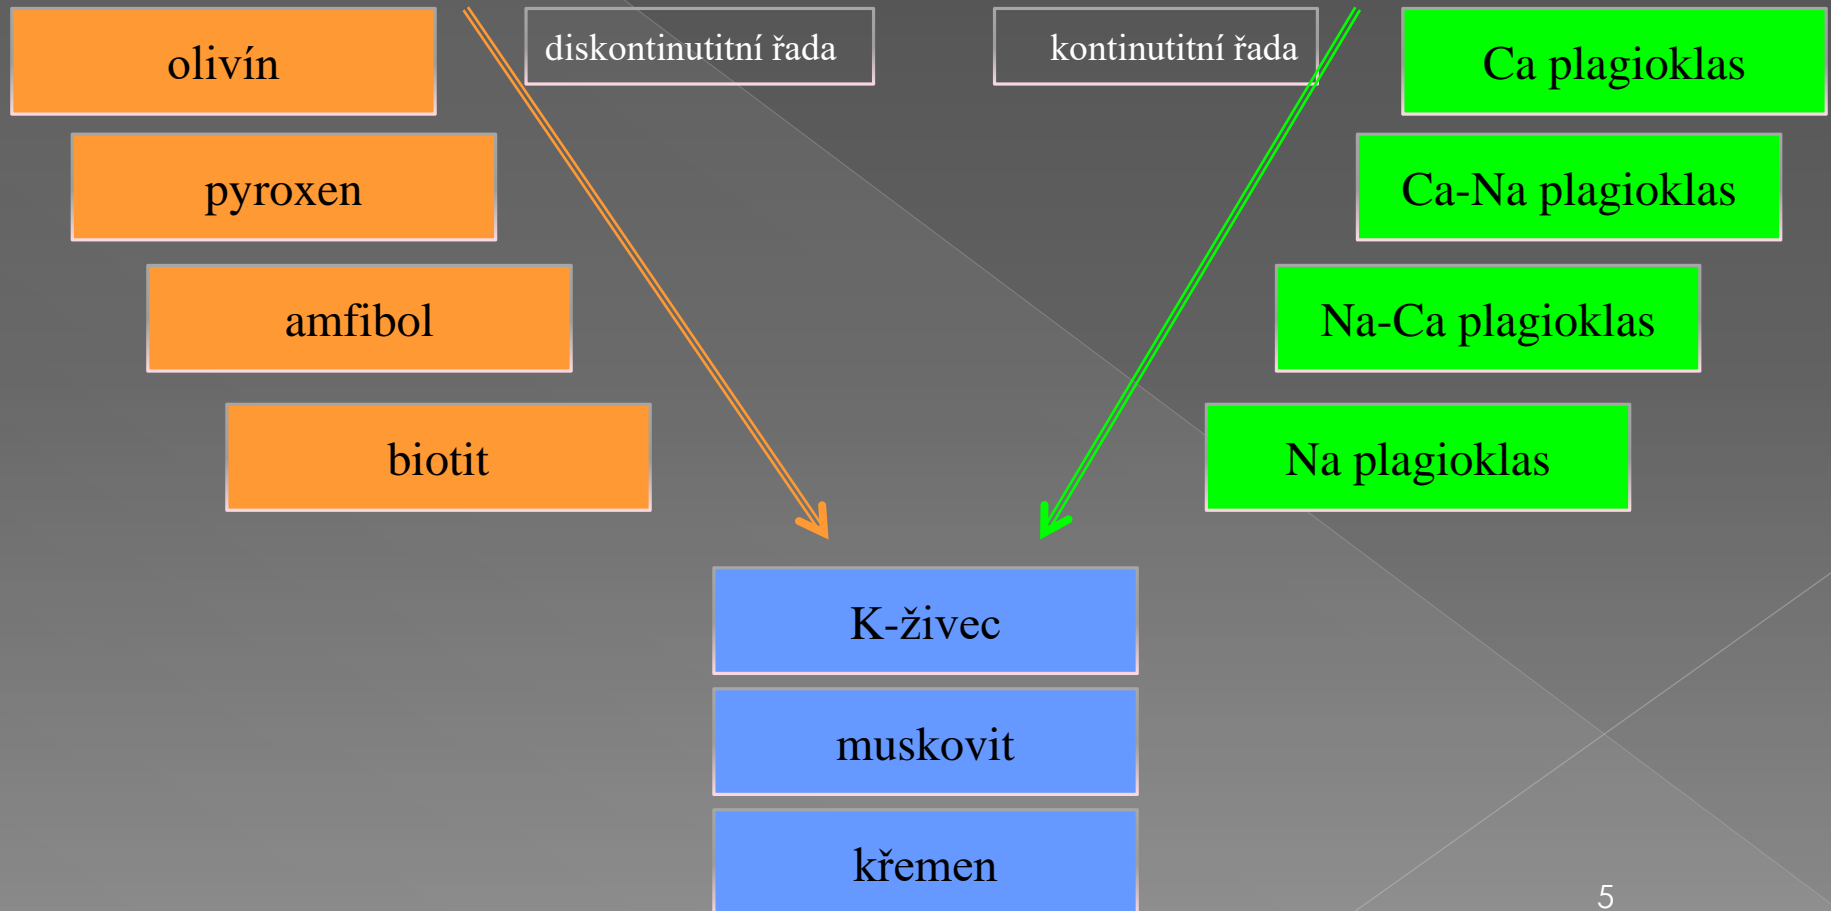 olivín
diskontinutitní řada
kontinutitní řada
Ca plagioklas
pyroxen
Ca-Na plagioklas
amfibol
Na-Ca plagioklas
biotit
Na plagioklas
K-živec
muskovit
křemen
5